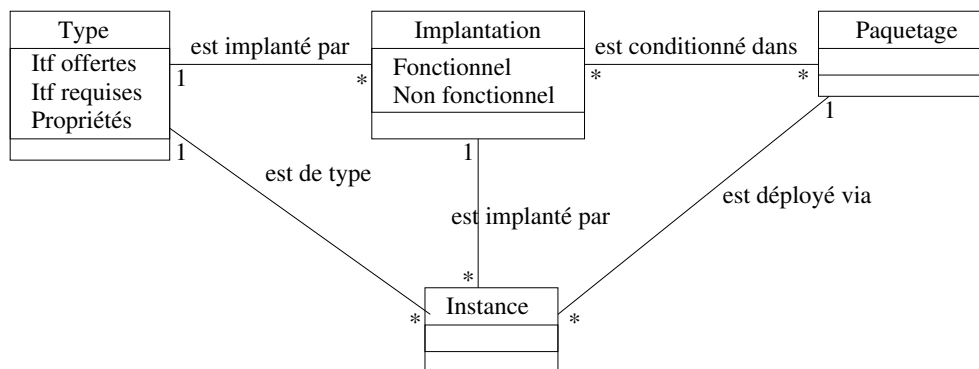 Type
Implantation
Paquetage
est implanté par
est conditionné dans
Itf offertes
Itf requises
Propriétés
Fonctionnel
Non fonctionnel
1
*
*
*
1
1
1
est de type
est déployé via
est implanté par
*
Instance
*
*